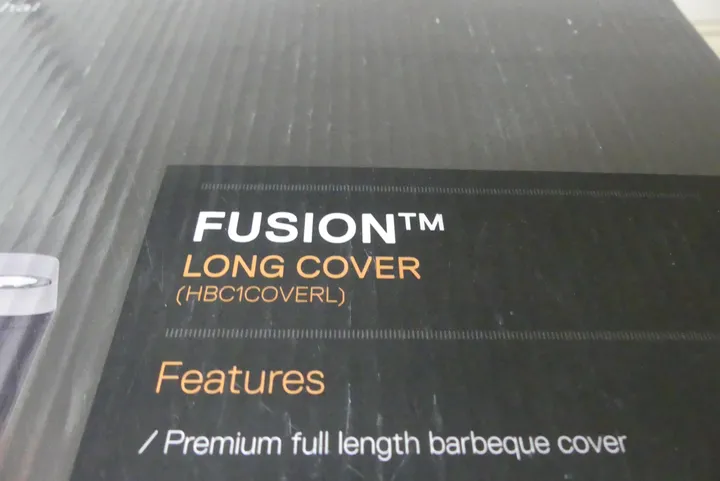 FUSION™
LONG COVER
(HBC1COVERL)
Features
/ Premium full length barbeque cover